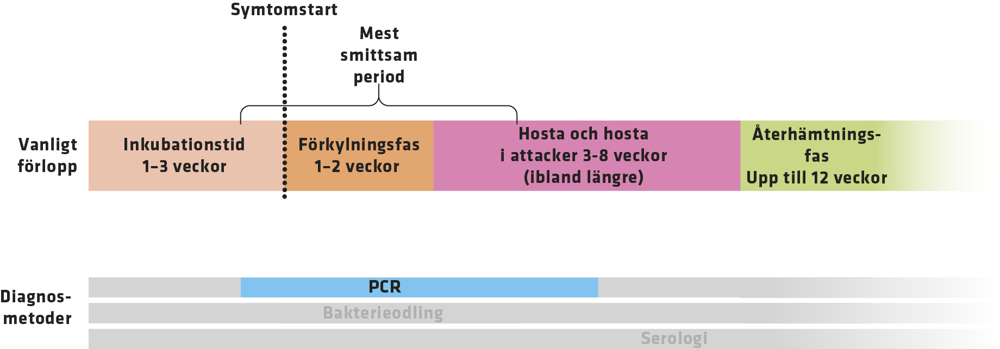 Symtomstart
Mest
smittsam
period
Vanligt
förlopp
Inkubationstid
1–3 veckor
Förkylningsfas
1–2 veckor
Hosta och hosta
i attacker 3-8 veckor
(ibland längre)
Återhämtnings-
fas
Upp till 12 veckor
Diagnos-
metoder
PCR
Bakterieodling
Serologi